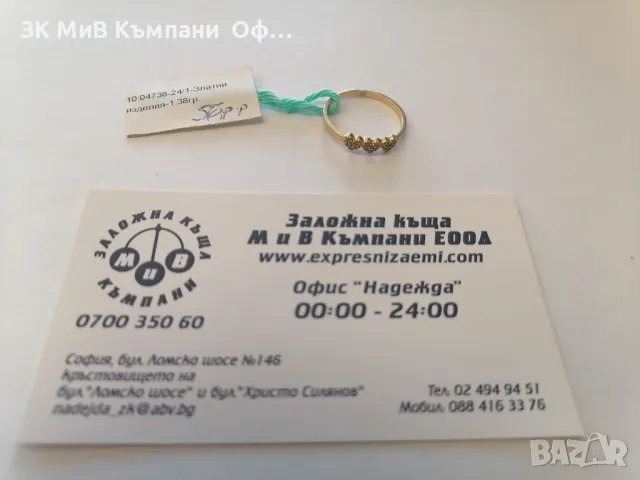 ЗК МиВ Къмпани Оф...
10:04738-24/1-Златни
изделия-1.38гр
ЗАЛОЖНА КЪЩА
М И В
КЪМПАНИ
0700 350 60
Заложна къща
М и В Къмпани ЕООД
www.expresnizaemi.com
Офис "Надежда"
00:00 - 24:00
София, бул. Ломско шосе №146
Кръстовището на
бул."Ломско шосе" и бул."Христо Силянов"
nadejda_zk@abv.bg
Тел. 02 494 94 51
Мобил. 088 416 33 76
BAZAR